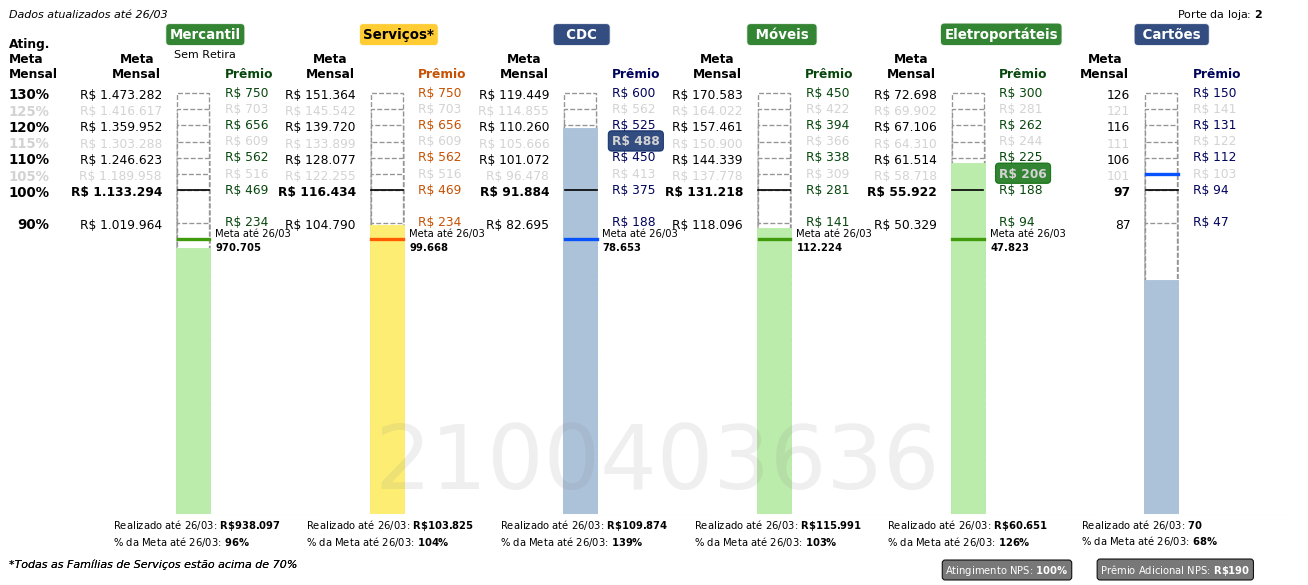 Dados atualizados até 26/03
Porte da loja: 2
Mercantil Serviços* CDC Móveis Eletroportáteis Cartões
Sem Retira
Ating. Meta Mensal Meta Mensal Prêmio Meta Mensal Prêmio Meta Mensal Prêmio Meta Mensal Prêmio Meta Mensal Prêmio Meta Mensal Prêmio
130% R$ 1.473.282 R$ 750 R$ 151.364 R$ 750 R$ 119.449 R$ 600 R$ 170.583 R$ 450 R$ 72.698 R$ 300 126 R$ 150
125% R$ 1.416.617 R$ 703 R$ 145.542 R$ 703 R$ 114.855 R$ 562 R$ 164.022 R$ 422 R$ 69.902 R$ 281 121 R$ 141
120% R$ 1.359.952 R$ 656 R$ 139.720 R$ 656 R$ 110.260 R$ 525 R$ 157.461 R$ 394 R$ 67.106 R$ 262 116 R$ 131
115% R$ 1.303.288 R$ 609 R$ 133.899 R$ 609 R$ 105.666 R$ 488 R$ 150.900 R$ 366 R$ 64.310 R$ 244 111 R$ 122
110% R$ 1.246.623 R$ 562 R$ 128.077 R$ 562 R$ 101.072 R$ 450 R$ 144.339 R$ 338 R$ 61.514 R$ 225 106 R$ 112
105% R$ 1.189.958 R$ 516 R$ 122.255 R$ 516 R$ 96.478 R$ 413 R$ 137.778 R$ 309 R$ 58.718 R$ 206 101 R$ 103
100% R$ 1.133.294 R$ 469 R$ 116.434 R$ 469 R$ 91.884 R$ 375 R$ 131.218 R$ 281 R$ 55.922 R$ 188 97 R$ 94
90% R$ 1.019.964 R$ 234 R$ 104.790 R$ 234 R$ 82.695 R$ 188 R$ 118.096 R$ 141 R$ 50.329 R$ 94 87 R$ 47
Meta até 26/03 Meta até 26/03 Meta até 26/03 Meta até 26/03 Meta até 26/03
970.705 99.668 78.653 112.224 47.823
2100403636
Realizado até 26/03: R$938.097 Realizado até 26/03: R$103.825 Realizado até 26/03: R$109.874 Realizado até 26/03: R$115.991 Realizado até 26/03: R$60.651 Realizado até 26/03: 70
% da Meta até 26/03: 96% % da Meta até 26/03: 104% % da Meta até 26/03: 139% % da Meta até 26/03: 103% % da Meta até 26/03: 126% % da Meta até 26/03: 68%
*Todas as Famílias de Serviços estão acima de 70%
Atingimento NPS: 100% Prêmio Adicional NPS: R$190